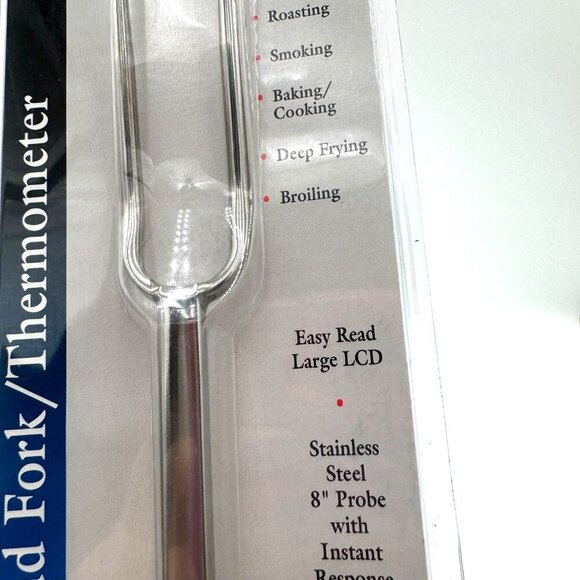 Roasting
Smoking
Baking/
Cooking
Deep Frying
Broiling
Fork/Thermometer
Easy Read
Large LCD
Stainless
Steel
8" Probe
with
Instant
Response